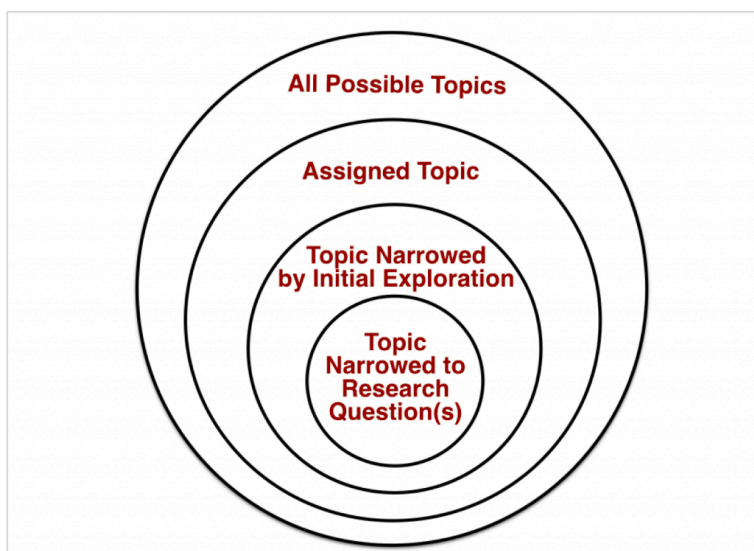 All Possible Topics
Assigned Topic
Topic Narrowed
by Initial Exploration
Topic
Narrowed to
Research
Question(s)